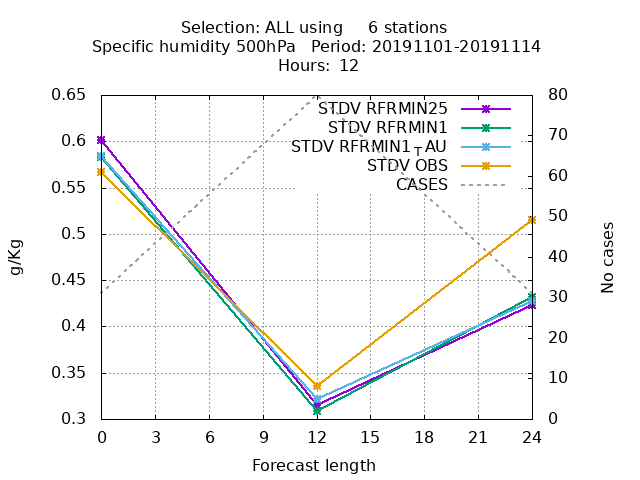 Selection: ALL using     6 stations
Specific humidity 500hPa   Period: 20191101-20191114
Hours:  12
0.65
0.6
0.55
0.5
0.45
0.4
0.35
0.3
g/Kg
STDV RFRMIN25
STDV RFRMIN1
STDV RFRMIN1TAU
STDV OBS
CASES
80
70
60
50
40
30
20
10
0
No cases
0 3 6 9 12 15 18 21 24
Forecast length